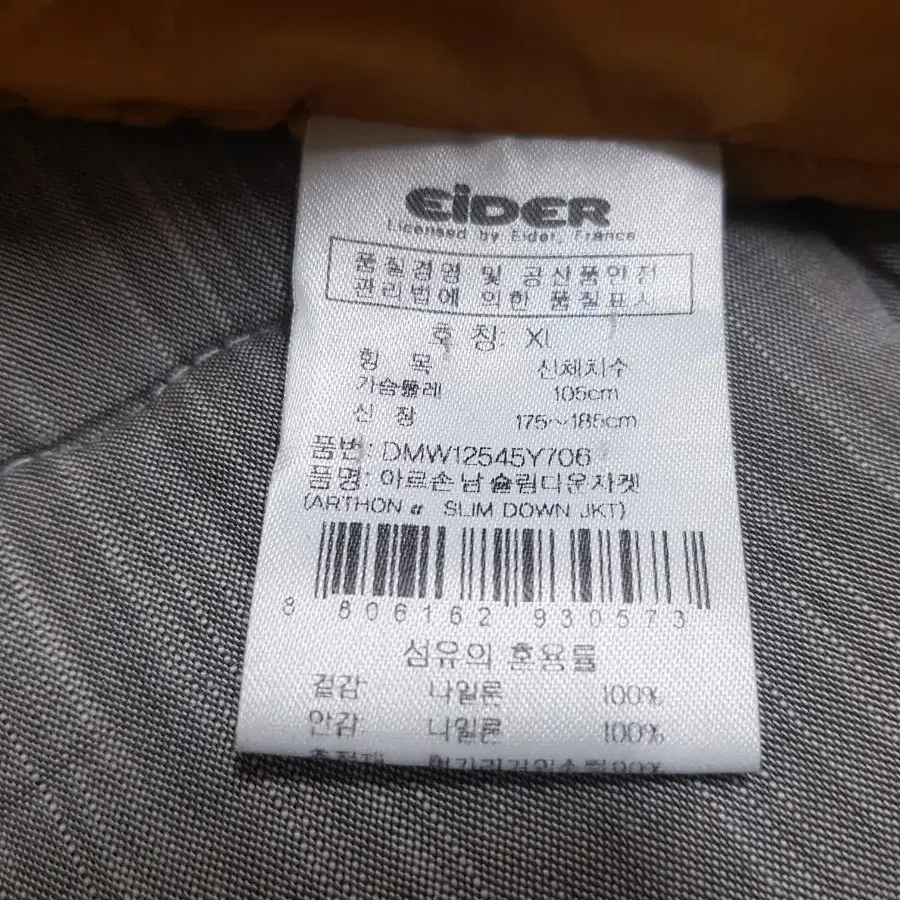 EiDER
Licensed by Eider, France
품질경영 및 공산품안전
관리법에 의한 품질표시
호 칭: XL
항 목 신체치수
가슴둘레 105cm
신 장 175~185cm
품번: DMW12545Y706
품명: 아르손남슬림다운자켓
(ARTHON α SLIM DOWN JKT)
8 806162 930573
섬유의 혼용률
겉감 나일론 100%
안감 나일론 100%
충전재 90%